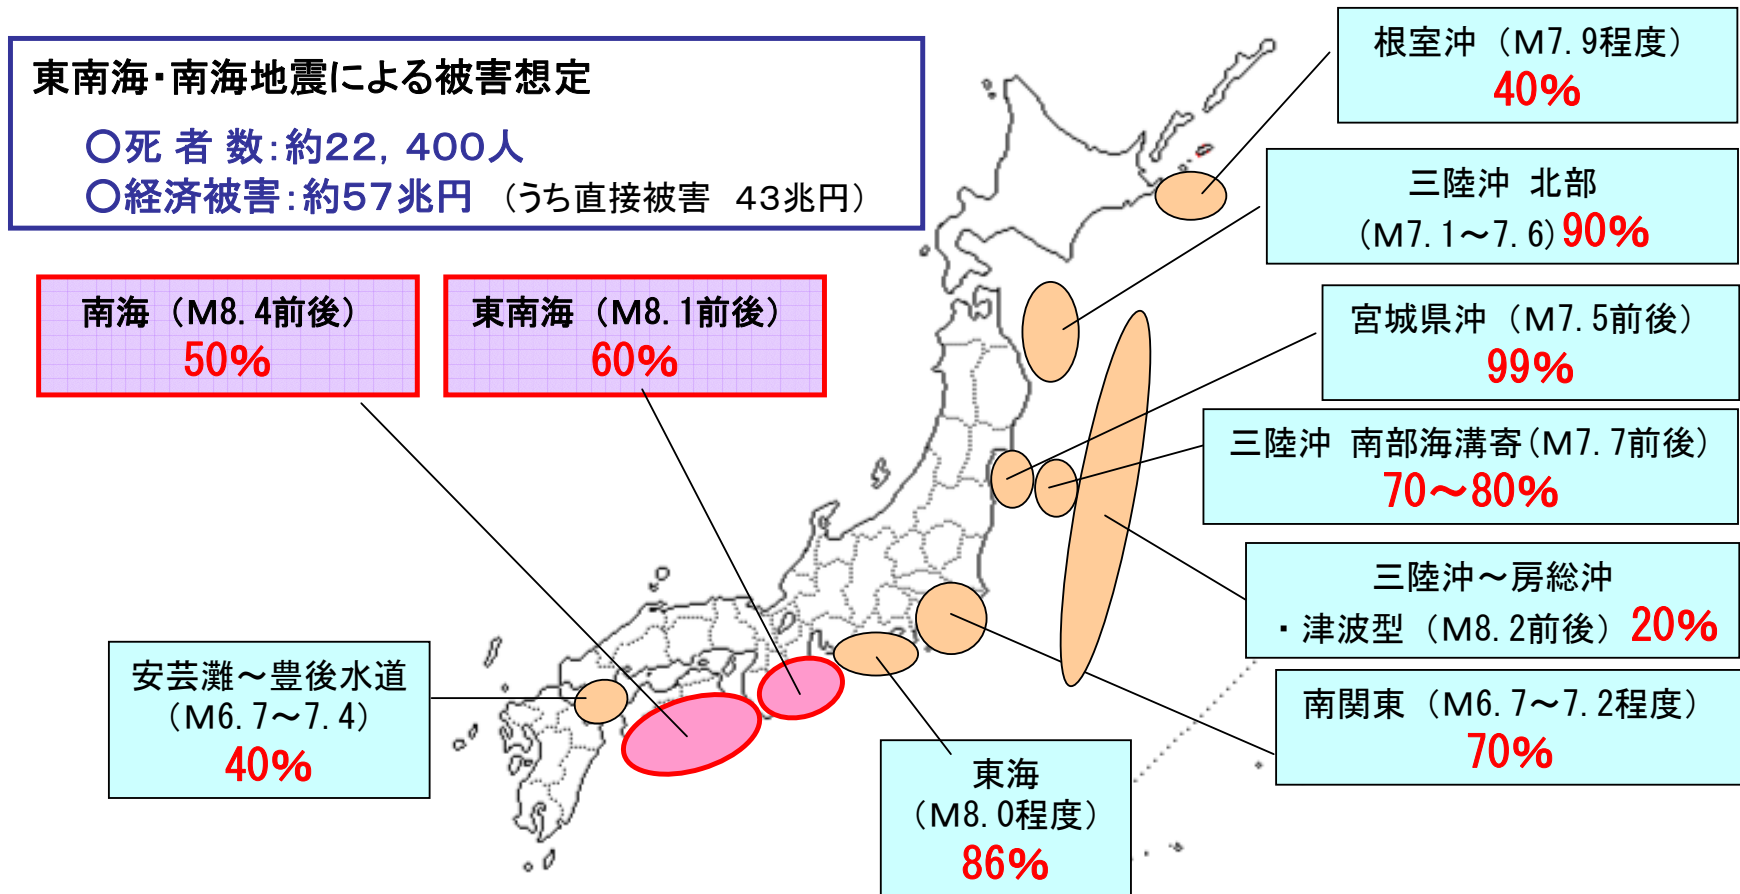 東南海・南海地震による被害想定
○死 者 数：約22，400人
○経済被害：約57兆円 （うち直接被害 43兆円）
南海（M8.4前後）
50%
東南海（M8.1前後）
60%
根室沖（M7.9程度）
40%
三陸沖 北部
（M7.1～7.6）90%
宮城県沖（M7.5前後）
99%
三陸沖 南部海溝寄（M7.7前後）
70～80%
三陸沖～房総沖
・津波型（M8.2前後）20%
南関東（M6.7～7.2程度）
70%
東海
（M8.0程度）
86%
安芸灘～豊後水道
（M6.7～7.4）
40%